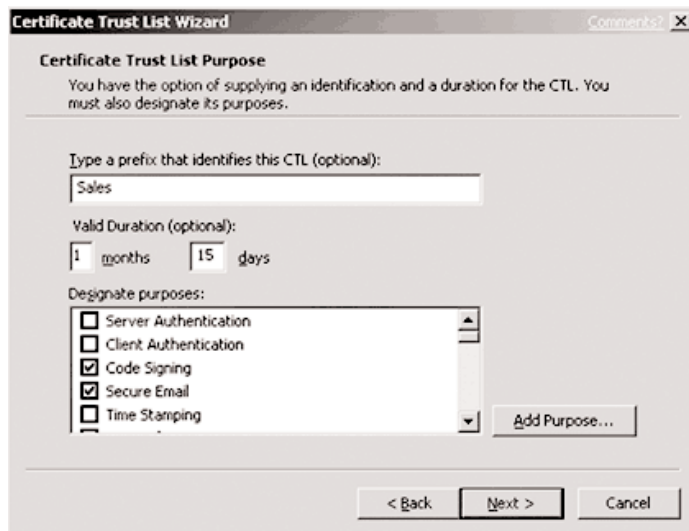 Certificate Trust List Wizard Comments?
Certificate Trust List Purpose
You have the option of supplying an identification and a duration for the CTL. You
must also designate its purposes.
Type a prefix that identifies this CTL (optional):
Sales
Valid Duration (optional):
1 months 15 days
Designate purposes:
Server Authentication
Client Authentication
Code Signing
Secure Email
Time Stamping
Add Purpose...
< Back Next > Cancel